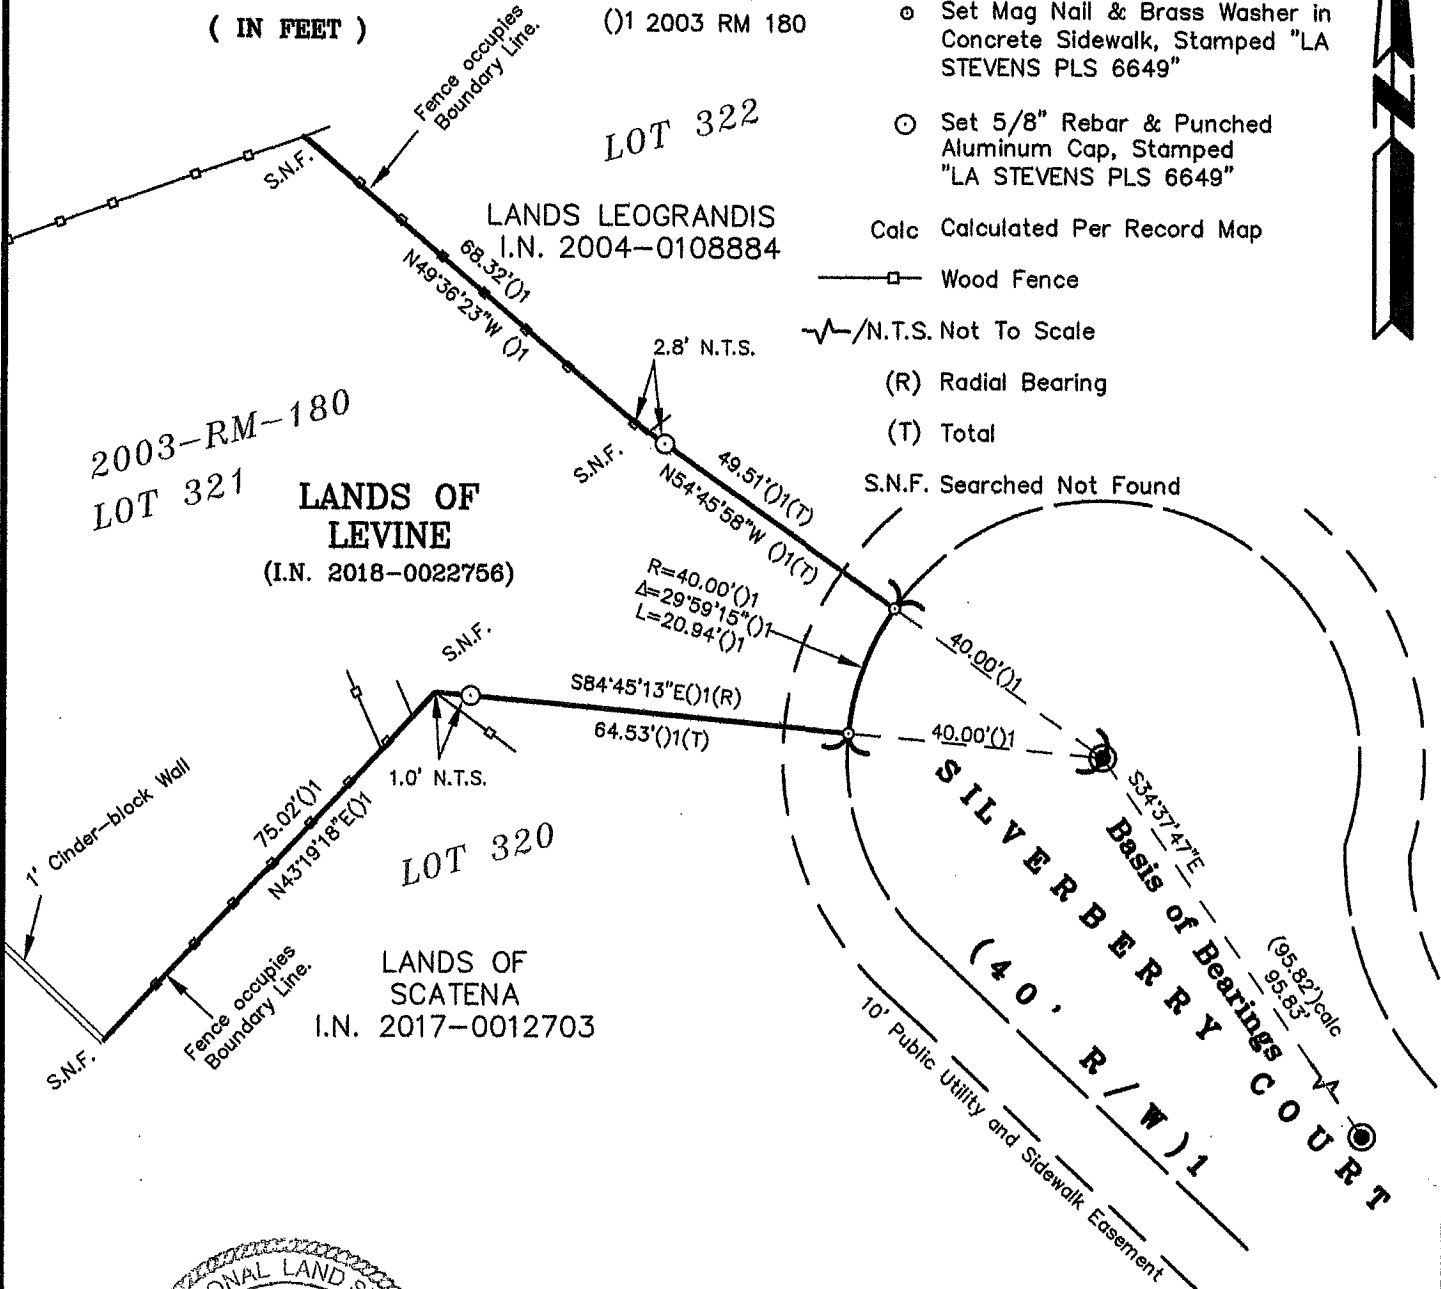 ( IN FEET )
Fence occupies
Boundary Line.
()1 2003 RM 180
Set Mag Nail & Brass Washer in
Concrete Sidewalk, Stamped "LA
STEVENS PLS 6649"
Set 5/8" Rebar & Punched
Aluminum Cap, Stamped
"LA STEVENS PLS 6649"
Calc Calculated Per Record Map
Wood Fence
/N.T.S. Not To Scale
(R) Radial Bearing
(T) Total
S.N.F. Searched Not Found
N
LOT 322
LANDS LEOGRANDIS
I.N. 2004-0108884
S.N.F.
68.32'()1
N49°36'23"W ()1
2.8' N.T.S.
S.N.F.
2003-RM-180
LOT 321
LANDS OF
LEVINE
(I.N. 2018-0022756)
49.51'()1(T)
N54°45'58"W ()1(T)
R=40.00'()1
Δ=29°59'15"()1
L=20.94'()1
S.N.F.
S84°45'13"E()1(R)
64.53'()1(T)
40.00'()1
40.00'()1
1.0' N.T.S.
1' Cinder-block Wall
75.02'()1
N43°19'18"E()1
LOT 320
LANDS OF
SCATENA
I.N. 2017-0012703
Fence occupies
Boundary Line.
S.N.F.
S34°37'47"E
Basis of Bearings
(95.82')calc
95.83'
SILVERBERRY COURT
(40' R/W)1
10' Public Utility and Sidewalk Easement
ONAL LAND S